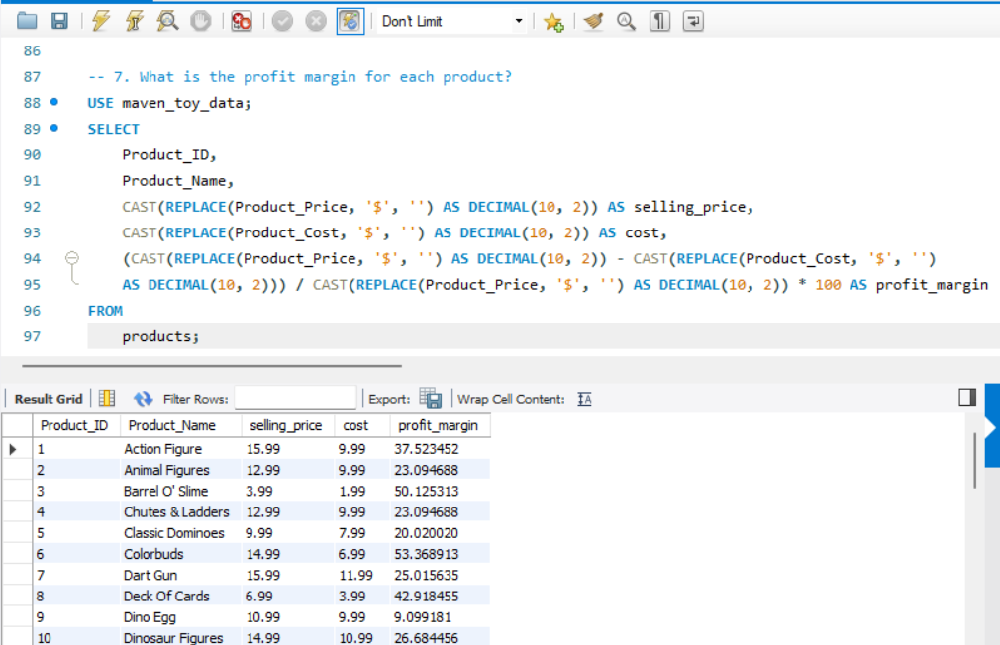 Don't Limit
86
87 -- 7. What is the profit margin for each product?
88 USE maven_toy_data;
89 SELECT
90 Product_ID,
91 Product_Name,
92 CAST(REPLACE(Product_Price, '$', '') AS DECIMAL(10, 2)) AS selling_price,
93 CAST(REPLACE(Product_Cost, '$', '') AS DECIMAL(10, 2)) AS cost,
94 (CAST(REPLACE(Product_Price, '$', '') AS DECIMAL(10, 2)) - CAST(REPLACE(Product_Cost, '$', '')
95 AS DECIMAL(10, 2))) / CAST(REPLACE(Product_Price, '$', '') AS DECIMAL(10, 2)) * 100 AS profit_margin
96 FROM
97 products;
Result Grid Filter Rows: Export: Wrap Cell Content: IA
Product_ID Product_Name selling_price cost profit_margin
1 Action Figure 15.99 9.99 37.523452
2 Animal Figures 12.99 9.99 23.094688
3 Barrel O' Slime 3.99 1.99 50.125313
4 Chutes & Ladders 12.99 9.99 23.094688
5 Classic Dominoes 9.99 7.99 20.020020
6 Colorbuds 14.99 6.99 53.368913
7 Dart Gun 15.99 11.99 25.015635
8 Deck Of Cards 6.99 3.99 42.918455
9 Dino Egg 10.99 9.99 9.099181
10 Dinosaur Figures 14.99 10.99 26.684456